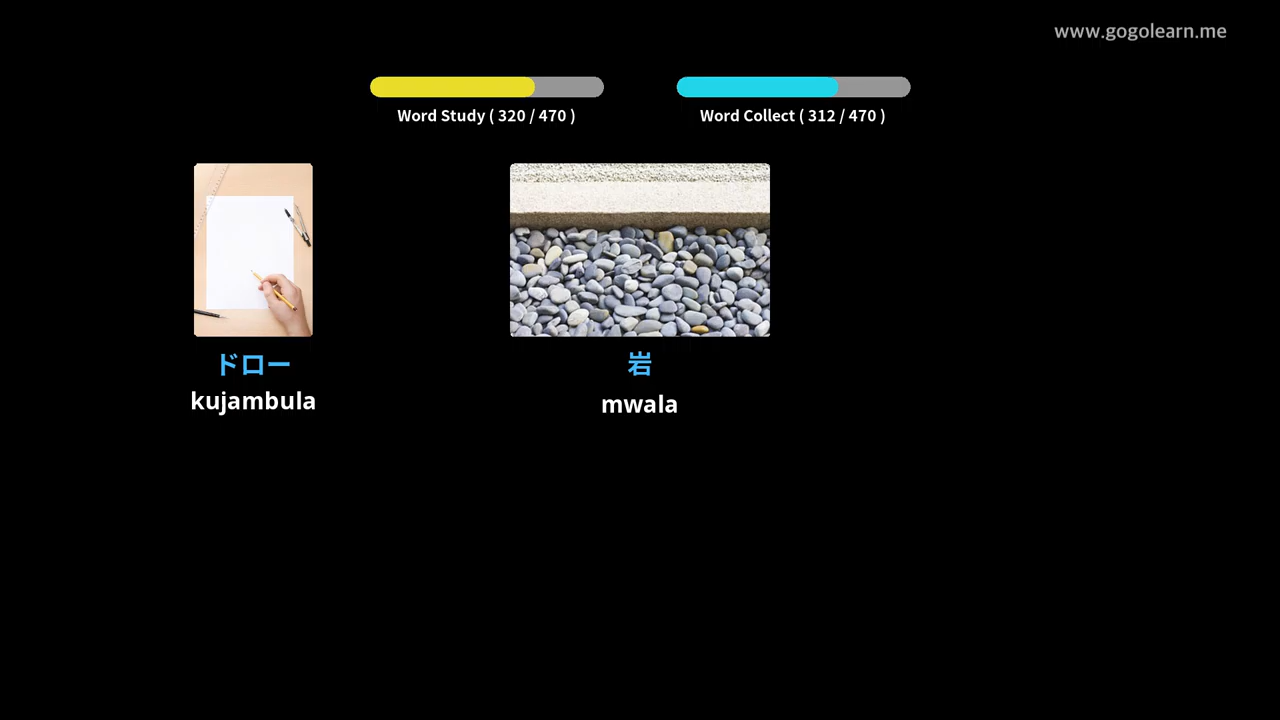 www.gogolearn.me
Word Study ( 320 / 470 )
Word Collect ( 312 / 470 )
ドロー
kujambula
岩
mwala